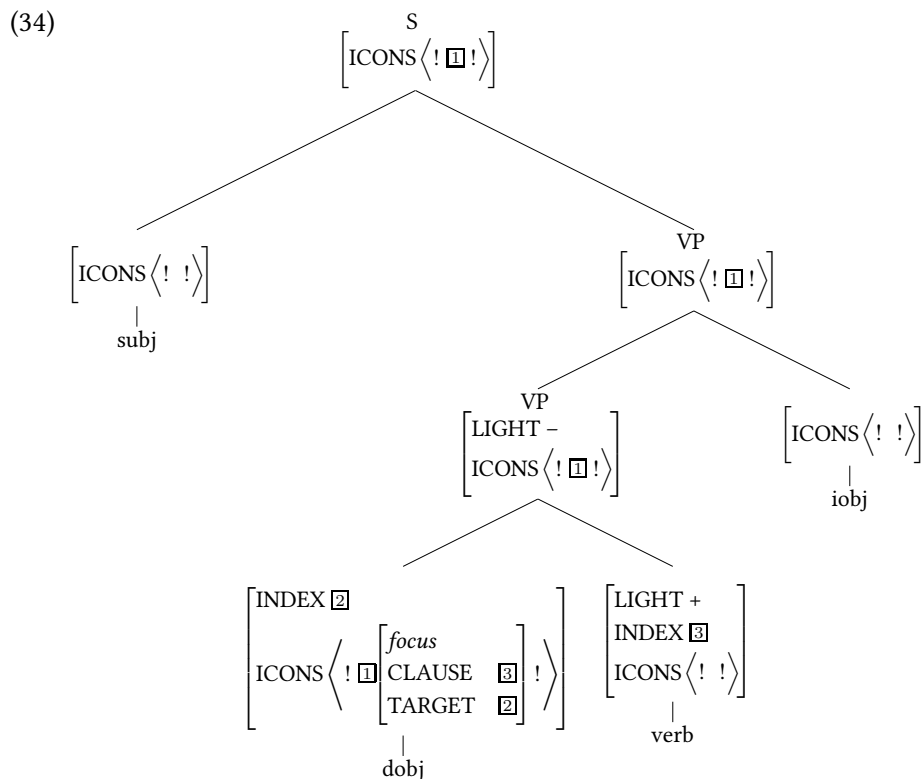 (34)
S
[ICONS⟨! 1 !⟩]
[ICONS⟨! !⟩]
subj
VP
[ICONS⟨! 1 !⟩]
VP
LIGHT –
ICONS⟨! 1 !⟩
[ICONS⟨! !⟩]
iobj
INDEX 2
ICONS⟨! 1 [focus
CLAUSE 3
TARGET 2] !⟩
dobj
LIGHT +
INDEX 3
ICONS⟨! !⟩
verb